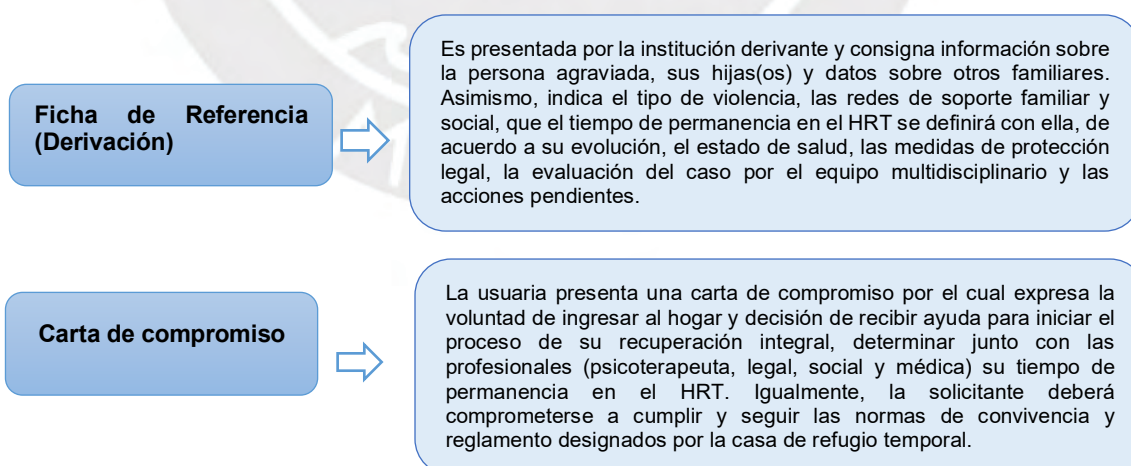 Ficha de Referencia
(Derivación)
Es presentada por la institución derivante y consigna información sobre
la persona agraviada, sus hijas(os) y datos sobre otros familiares.
Asimismo, indica el tipo de violencia, las redes de soporte familiar y
social, que el tiempo de permanencia en el HRT se definirá con ella, de
acuerdo a su evolución, el estado de salud, las medidas de protección
legal, la evaluación del caso por el equipo multidisciplinario y las
acciones pendientes.
Carta de compromiso
La usuaria presenta una carta de compromiso por el cual expresa la
voluntad de ingresar al hogar y decisión de recibir ayuda para iniciar el
proceso de su recuperación integral, determinar junto con las
profesionales (psicoterapeuta, legal, social y médica) su tiempo de
permanencia en el HRT. Igualmente, la solicitante deberá
comprometerse a cumplir y seguir las normas de convivencia y
reglamento designados por la casa de refugio temporal.